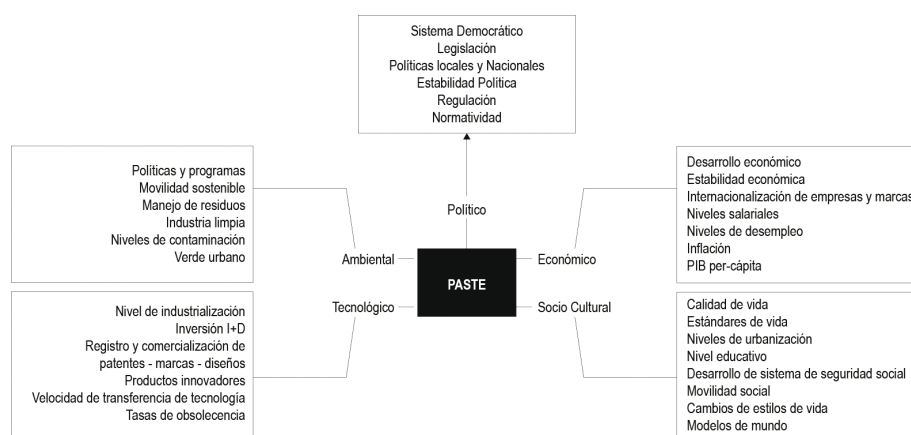 Sistema Democrático
Legislación
Políticas locales y Nacionales
Estabilidad Política
Regulación
Normatividad
Políticas y programas
Movilidad sostenible
Manejo de residuos
Industria limpia
Niveles de contaminación
Verde urbano
Político
Desarrollo económico
Estabilidad económica
Internacionalización de empresas y marcas
Niveles salariales
Niveles de desempleo
Inflación
PIB per-cápita
Ambiental
PASTE
Económico
Tecnológico
Socio Cultural
Nivel de industrialización
Inversión I+D
Registro y comercialización de
patentes - marcas - diseños
Productos innovadores
Velocidad de transferencia de tecnología
Tasas de obsolecencia
Calidad de vida
Estándares de vida
Niveles de urbanización
Nivel educativo
Desarrollo de sistema de seguridad social
Movilidad social
Cambios de estilos de vida
Modelos de mundo